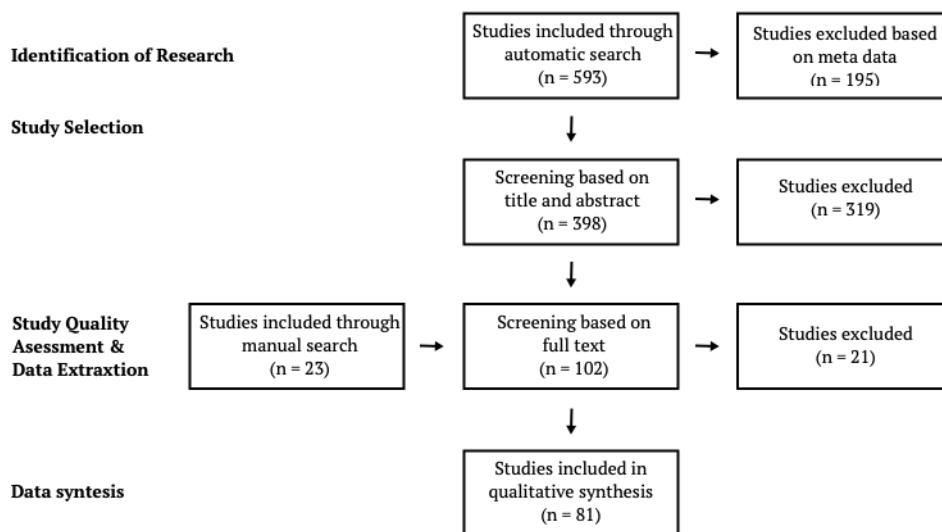 Identification of Research
Studies included through
automatic search
(n = 593)
Studies excluded based
on meta data
(n = 195)
Study Selection
Screening based on
title and abstract
(n = 398)
Studies excluded
(n = 319)
Study Quality
Asessment &
Data Extraxtion
Studies included through
manual search
(n = 23)
Screening based on
full text
(n = 102)
Studies excluded
(n = 21)
Data syntesis
Studies included in
qualitative synthesis
(n = 81)